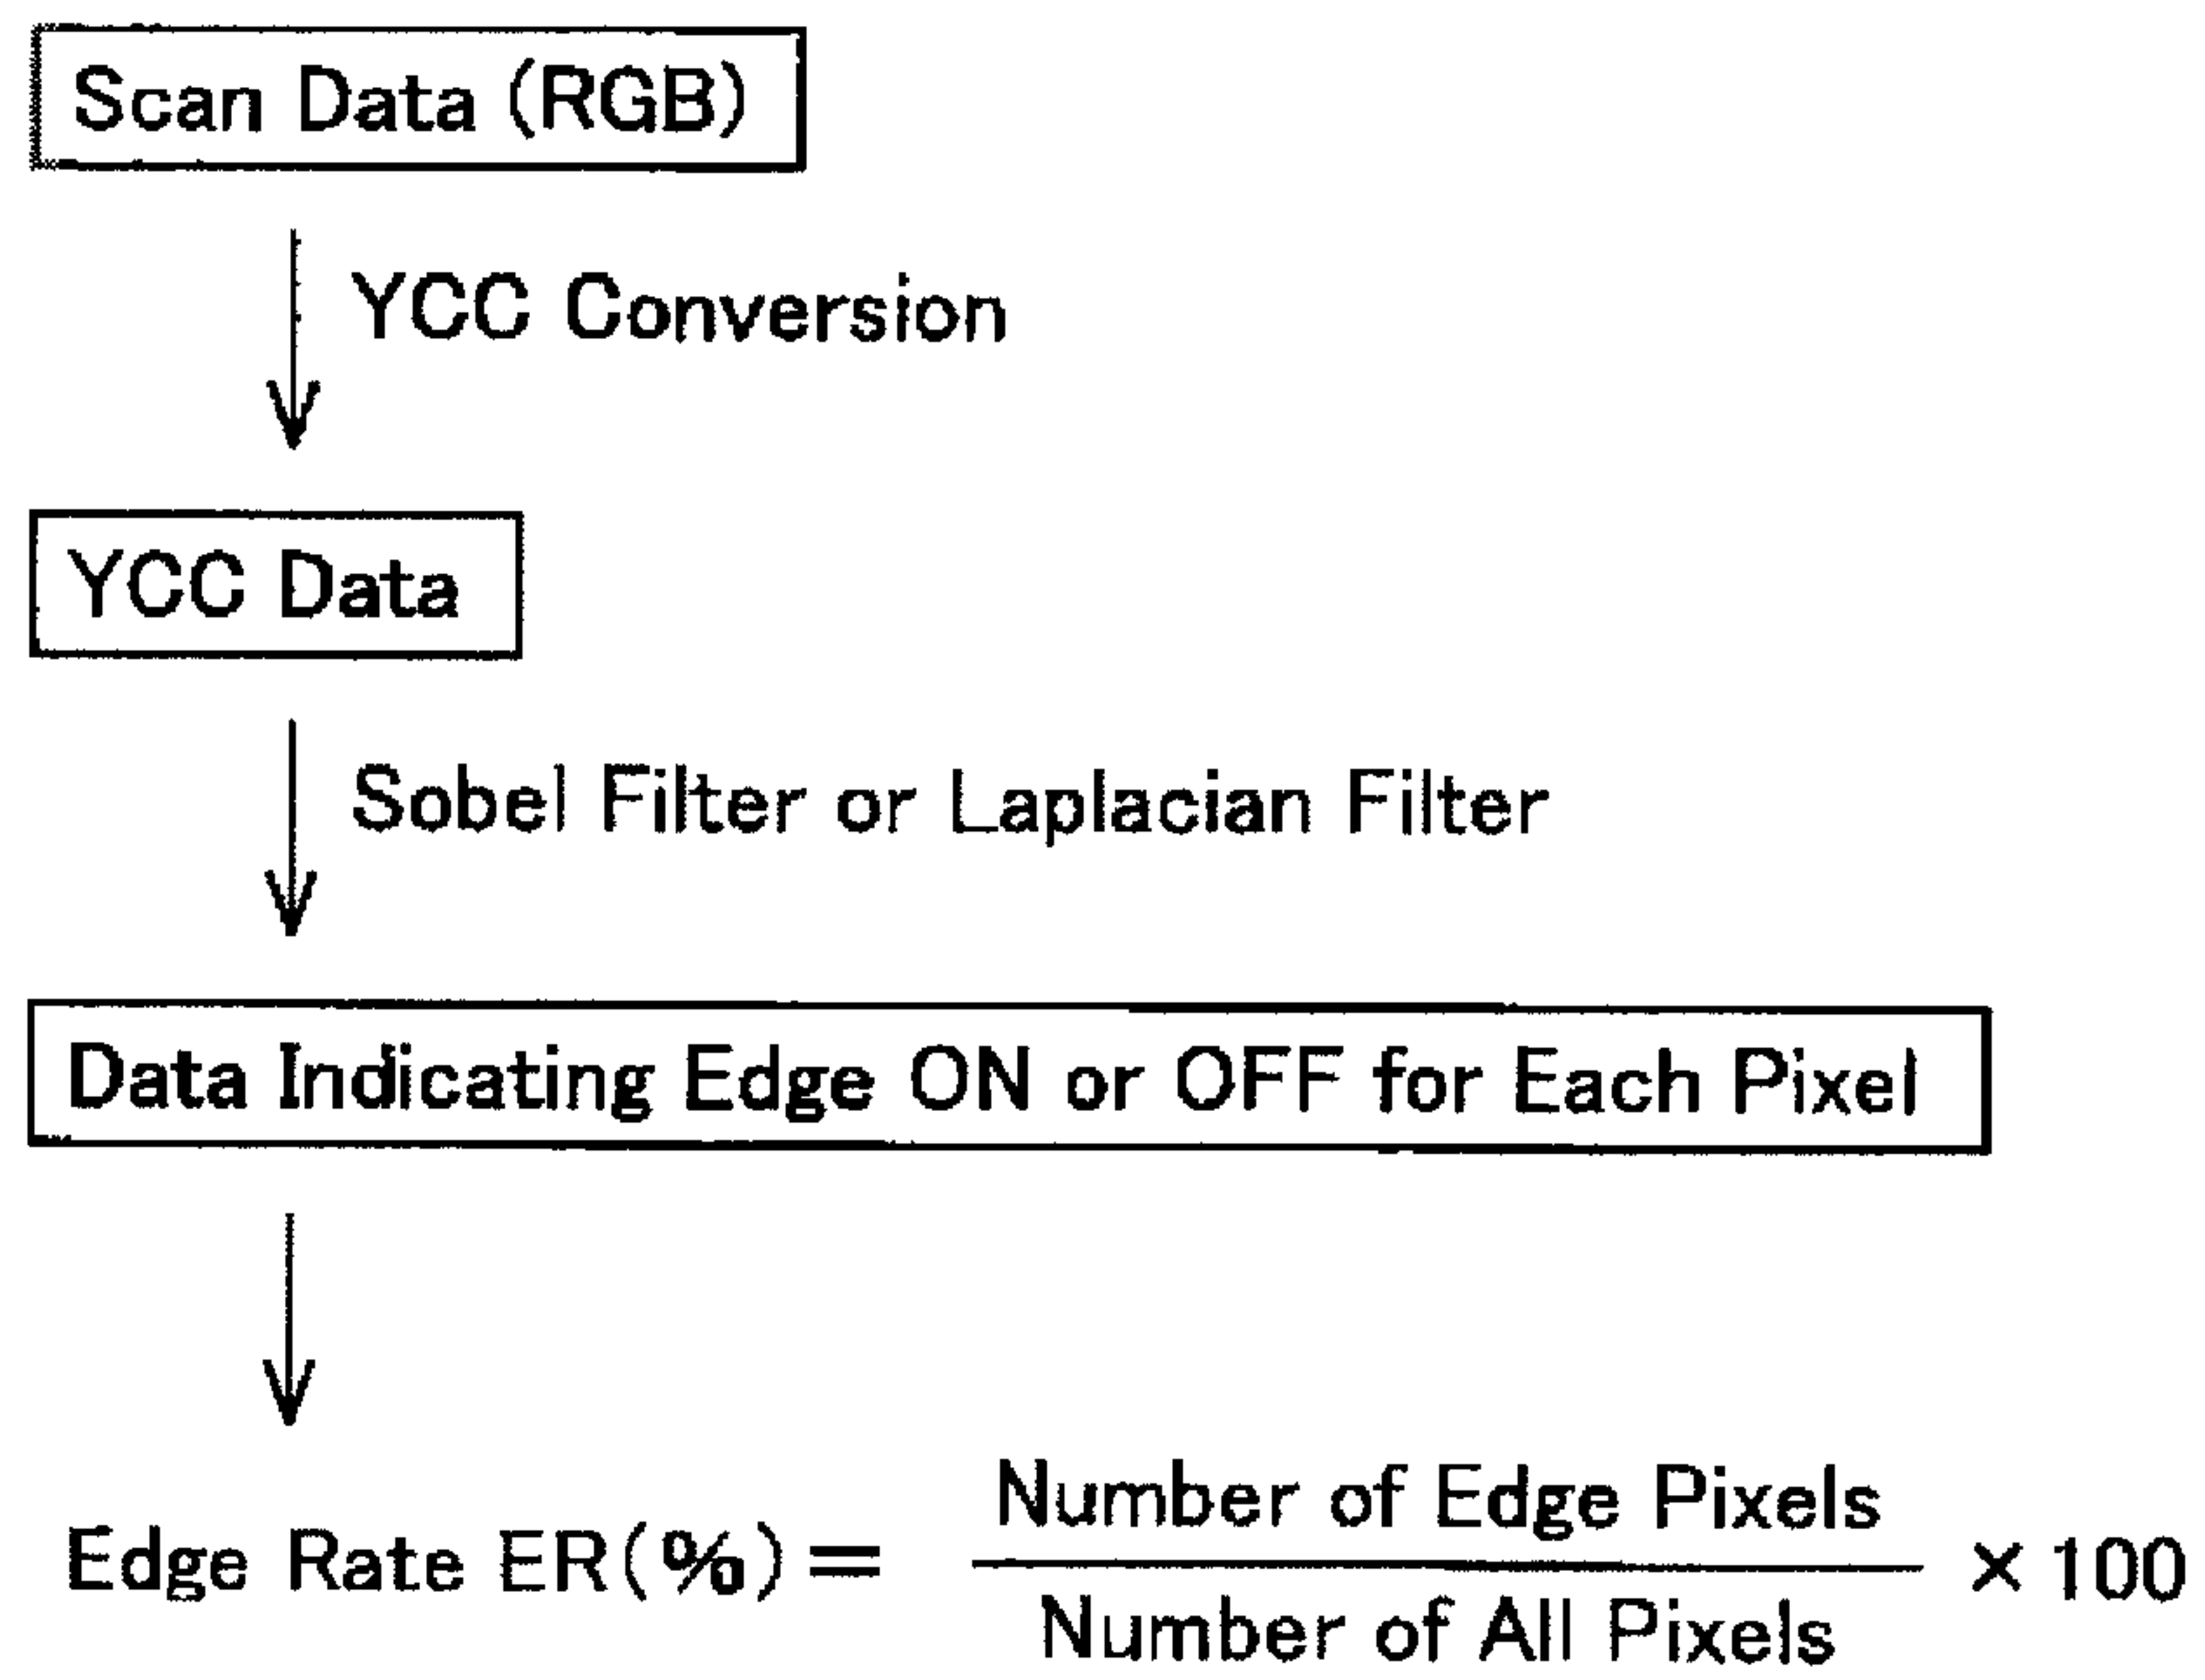 Scan Data (RGB)
YCC Conversion
YCC Data
Sobel Filter or Laplacian Filter
Data Indicating Edge ON or OFF for Each Pixel
Number of Edge Pixels
Edge Rate ER(%)= ×100
Number of All Pixels